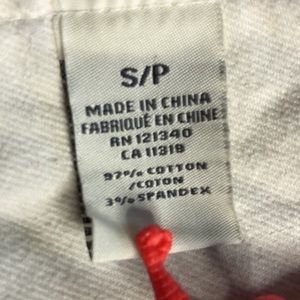 S/P
MADE IN CHINA
FABRIQUÉ EN CHINE
RN 121340
CA 11319
97% COTTON
/COTON
3% SPANDEX